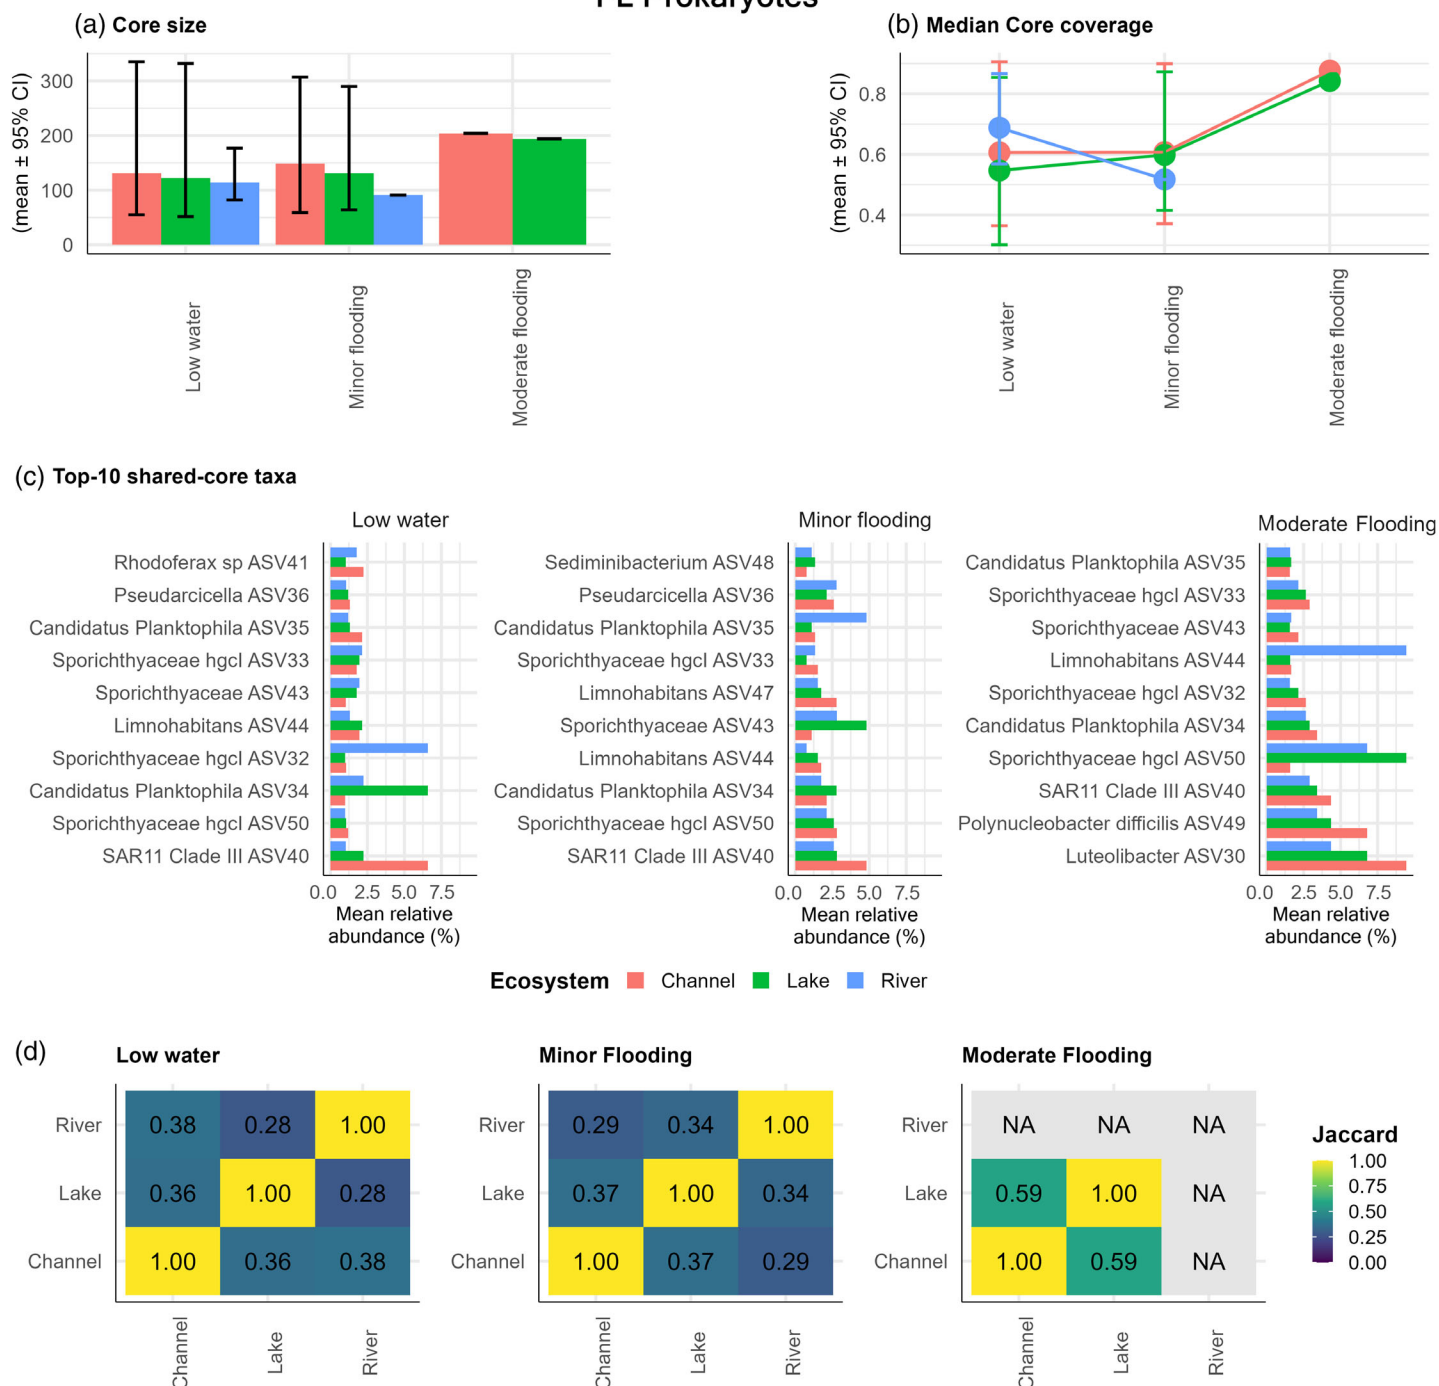 (a) Core size
(b) Median Core coverage
(mean ± 95% CI)
300
200
100
0
Low water
Minor flooding
Moderate flooding
(mean ± 95% CI)
0.8
0.6
0.4
Low water
Minor flooding
Moderate flooding
(c) Top-10 shared-core taxa
Low water
Rhodoferax sp ASV41
Pseudarcicella ASV36
Candidatus Planktophila ASV35
Sporichthyaceae hgcI ASV33
Sporichthyaceae ASV43
Limnohabitans ASV44
Sporichthyaceae hgcI ASV32
Candidatus Planktophila ASV34
Sporichthyaceae hgcI ASV50
SAR11 Clade III ASV40
0.0 2.5 5.0 7.5
Mean relative
abundance (%)
Minor flooding
Sediminibacterium ASV48
Pseudarcicella ASV36
Candidatus Planktophila ASV35
Sporichthyaceae hgcI ASV33
Limnohabitans ASV47
Sporichthyaceae ASV43
Limnohabitans ASV44
Candidatus Planktophila ASV34
Sporichthyaceae hgcI ASV50
SAR11 Clade III ASV40
0.0 2.5 5.0 7.5
Mean relative
abundance (%)
Moderate Flooding
Candidatus Planktophila ASV35
Sporichthyaceae hgcI ASV33
Sporichthyaceae ASV43
Limnohabitans ASV44
Sporichthyaceae hgcI ASV32
Candidatus Planktophila ASV34
Sporichthyaceae hgcI ASV50
SAR11 Clade III ASV40
Polynucleobacter difficilis ASV49
Luteolibacter ASV30
0.0 2.5 5.0 7.5
Mean relative
abundance (%)
Ecosystem Channel Lake River
(d)
Low water
River 0.38 0.28 1.00
Lake 0.36 1.00 0.28
Channel 1.00 0.36 0.38
Channel Lake River
Minor Flooding
River 0.29 0.34 1.00
Lake 0.37 1.00 0.34
Channel 1.00 0.37 0.29
Channel Lake River
Moderate Flooding
River NA NA NA
Lake 0.59 1.00 NA
Channel 1.00 0.59 NA
Channel Lake River
Jaccard
1.00
0.75
0.50
0.25
0.00